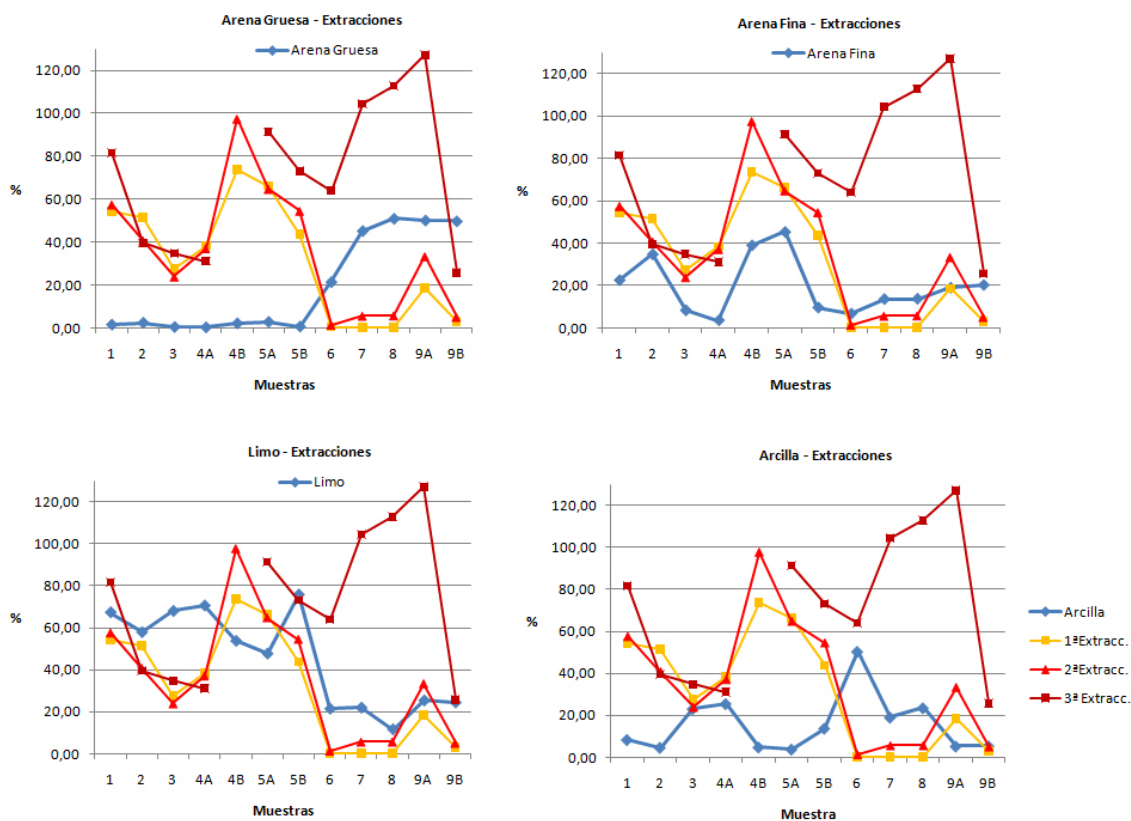 Arena Gruesa - Extracciones
Arena Gruesa
120,00
100,00
80,00
60,00
40,00
20,00
0,00
%
1 2 3 4A 4B 5A 5B 6 7 8 9A 9B
Muestras
Arena Fina - Extracciones
Arena Fina
120,00
100,00
80,00
60,00
40,00
20,00
0,00
%
1 2 3 4A 4B 5A 5B 6 7 8 9A 9B
Muestras
Limo - Extracciones
Limo
120,00
100,00
80,00
60,00
40,00
20,00
0,00
%
1 2 3 4A 4B 5A 5B 6 7 8 9A 9B
Muestras
Arcilla - Extracciones
120,00
100,00
80,00
60,00
40,00
20,00
0,00
%
1 2 3 4A 4B 5A 5B 6 7 8 9A 9B
Muestra
Arcilla
1ªExtracc.
2ªExtracc.
3ª Extracc.